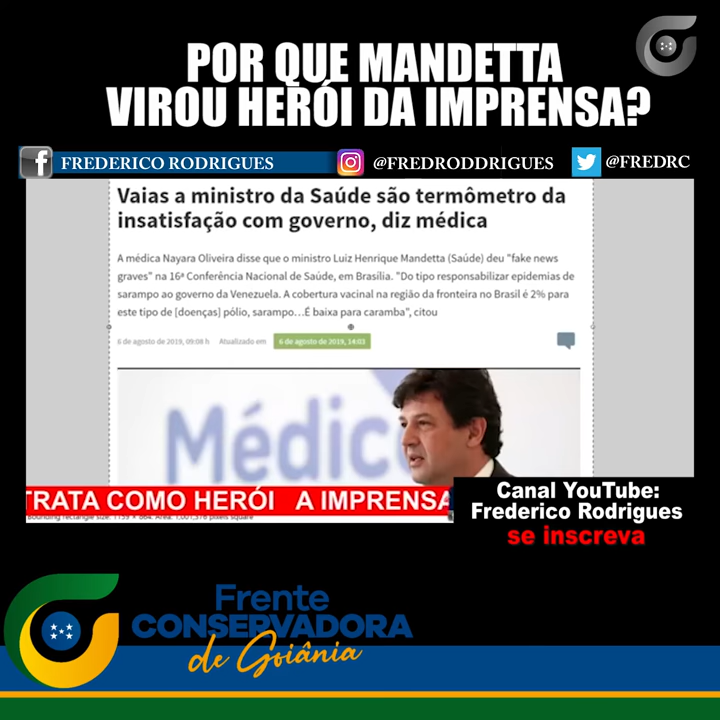 POR QUE MANDETTA
VIROU HERÓI DA IMPRENSA?
FREDERICO RODRIGUES
@FREDRODDRIGUES
@FREDRC
Vaias a ministro da Saúde são termômetro da
insatisfação com governo, diz médica
A médica Nayara Oliveira disse que o ministro Luiz Henrique Mandetta (Saúde) deu "fake news
graves" na 16ª Conferência Nacional de Saúde, em Brasília. "Do tipo responsabilizar epidemias de
sarampo ao governo da Venezuela. A cobertura vacinal na região da fronteira no Brasil é 2% para
este tipo de [doenças] pólio, sarampo...É baixa para caramba", citou
6 de agosto de 2019, 09:08 h Atualizado em 6 de agosto de 2019, 14:03
Médic
TRATA COMO HERÓI A IMPRENSA
Canal YouTube:
Frederico Rodrigues
se inscreva
Frente
CONSERVADORA
de Goiânia